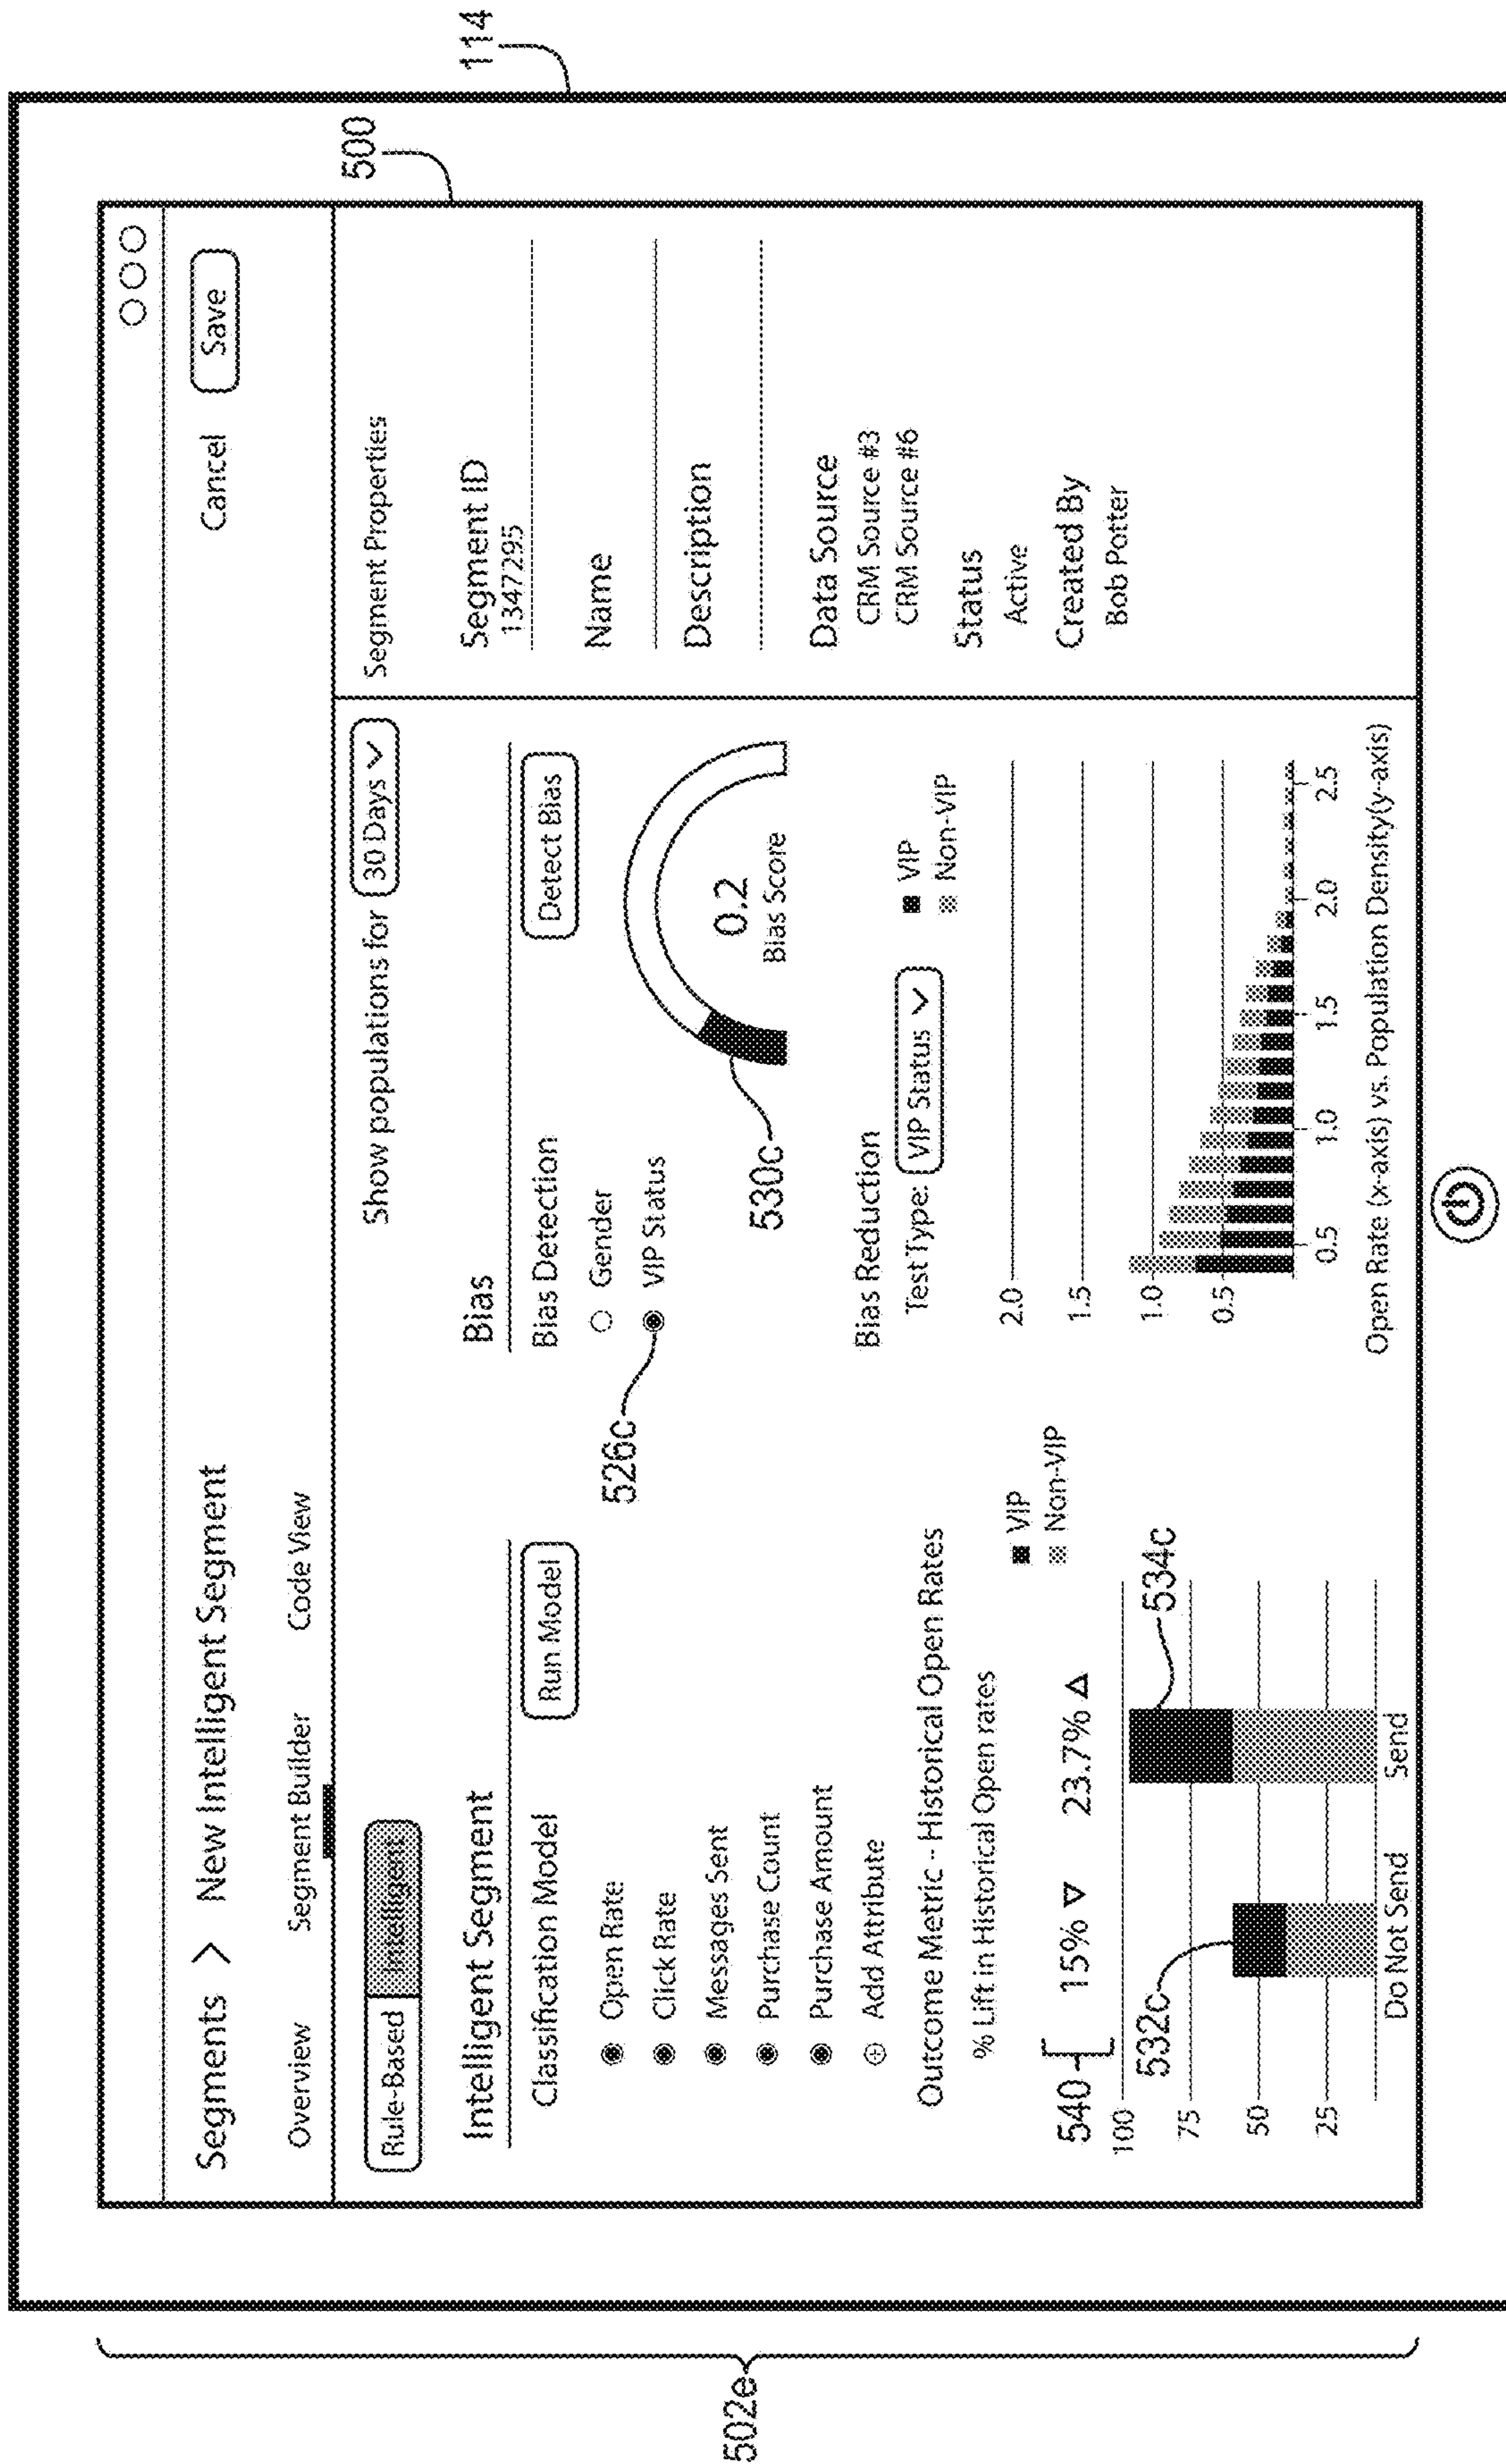 114
500
502e
Segments > New Intelligent Segment
Cancel
Save
Overview
Segment Builder
Code View
Rule-Based
Intelligent
Show populations for
30 Days
Intelligent Segment
Classification Model
Run Model
Open Rate
Click Rate
Messages Sent
Purchase Count
Purchase Amount
Add Attribute
Outcome Metric -- Historical Open Rates
% Lift in Historical Open rates
VIP
Non-VIP
540
15%
23.7%
532c
534c
100
75
50
25
Do Not Send
Send
Bias
Bias Detection
Detect Bias
Gender
526c
VIP Status
530c
0.2
Bias Score
Bias Reduction
Test Type: VIP Status
VIP
Non-VIP
2.0
1.5
1.0
0.5
0.5 1.0 1.5 2.0 2.5
Open Rate (x-axis) vs. Population Density(y-axis)
Segment Properties
Segment ID
1347295
Name
Description
Data Source
CRM Source #3
CRM Source #6
Status
Active
Created By
Bob Potter